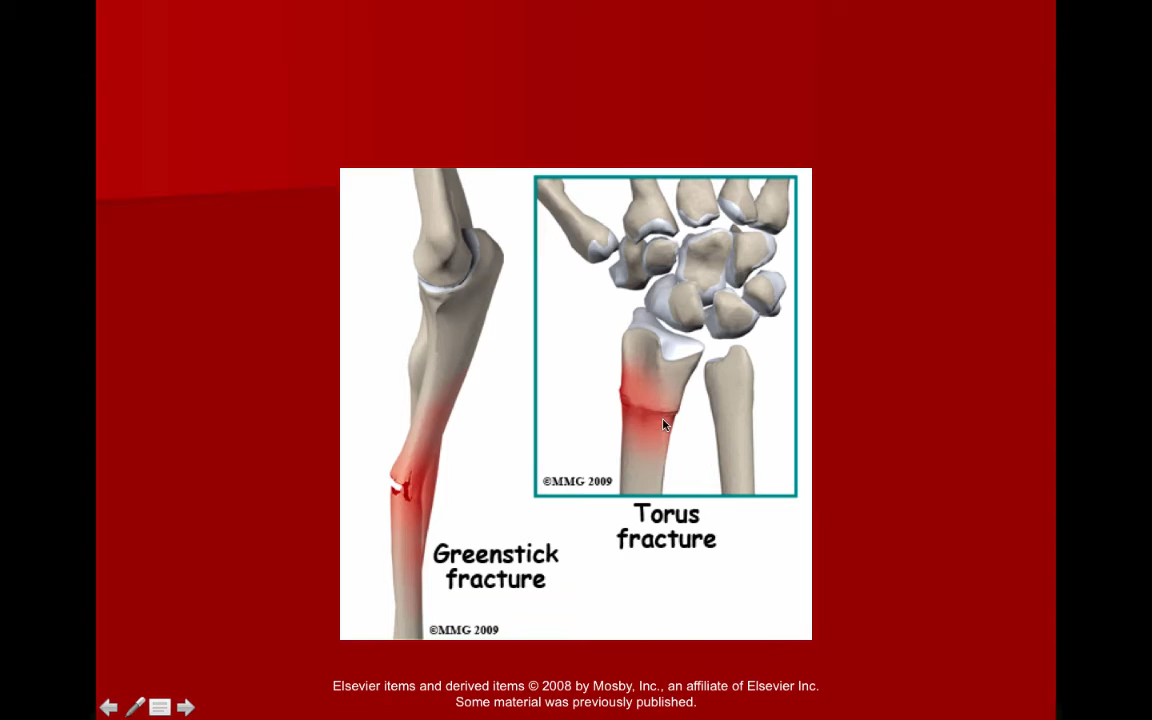 ©MMG 2009
Torus
fracture
Greenstick
fracture
©MMG 2009
Elsevier items and derived items © 2008 by Mosby, Inc., an affiliate of Elsevier Inc.
Some material was previously published.